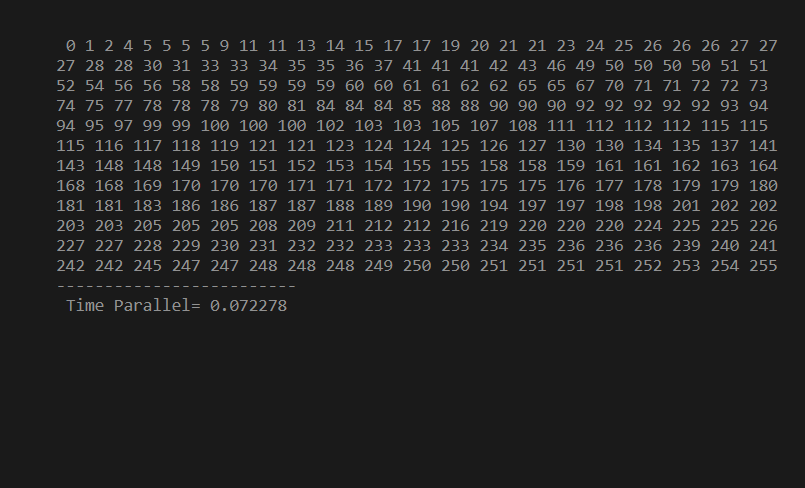 0 1 2 4 5 5 5 5 9 11 11 13 14 15 17 17 19 20 21 21 23 24 25 26 26 26 27 27
27 28 28 30 31 33 33 34 35 35 36 37 41 41 41 42 43 46 49 50 50 50 50 51 51
52 54 56 56 58 58 59 59 59 59 60 60 61 61 62 62 65 65 67 70 71 71 72 72 73
74 75 77 78 78 78 79 80 81 84 84 84 85 88 88 90 90 90 92 92 92 92 92 93 94
94 95 97 99 99 100 100 100 102 103 103 105 107 108 111 112 112 112 115 115
115 116 117 118 119 121 121 123 124 124 125 126 127 130 130 134 135 137 141
143 148 148 149 150 151 152 153 154 155 155 158 158 159 161 161 162 163 164
168 168 169 170 170 170 171 171 172 172 175 175 175 176 177 178 179 179 180
181 181 183 186 186 187 187 188 189 190 190 194 197 197 198 198 201 202 202
203 203 205 205 205 208 209 211 212 212 216 219 220 220 220 224 225 225 226
227 227 228 229 230 231 232 232 233 233 233 234 235 236 236 236 239 240 241
242 242 245 247 247 248 248 248 249 250 250 251 251 251 251 252 253 254 255
-------------------------
Time Parallel= 0.072278